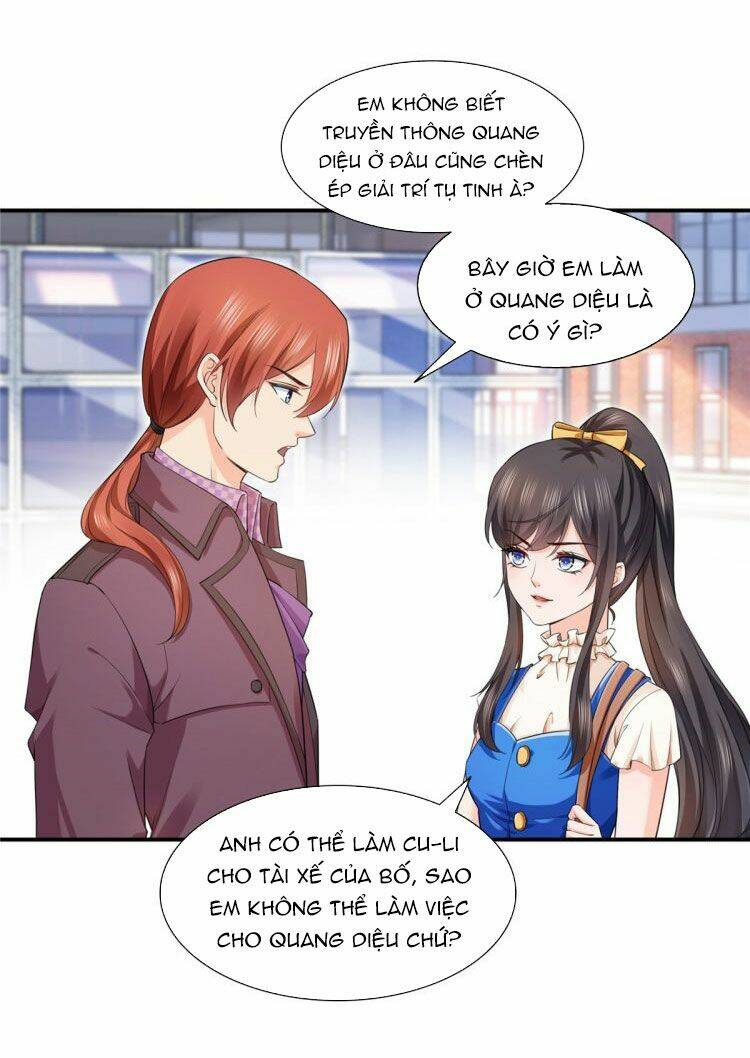 EM KHÔNG BIẾT
TRUYỀN THÔNG QUANG
DIỆU Ở ĐÂU CŨNG CHÈN
ÉP GIẢI TRÍ TỤ TINH À?
BÂY GIỜ EM LÀM
Ở QUANG DIỆU LÀ
CÓ Ý GÌ?
ANH CÓ THỂ LÀM CU-LI
CHO TÀI XẾ CỦA BỐ, SAO
EM KHÔNG THỂ LÀM VIỆC
CHO QUANG DIỆU CHỨ?